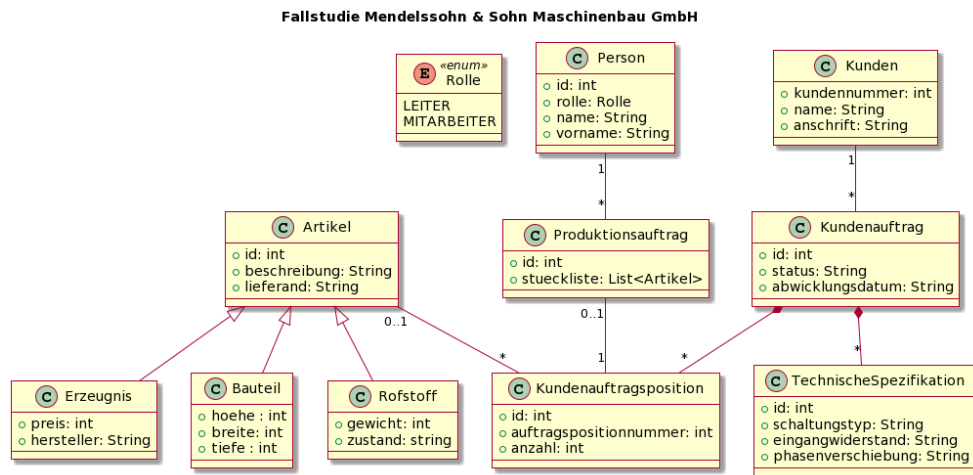 Fallstudie Mendelssohn & Sohn Maschinenbau GmbH
E «enum»
Rolle
LEITER
MITARBEITER
C Person
id: int
rolle: Rolle
name: String
vorname: String
C Kunden
kundennummer: int
name: String
anschrift: String
1
*
1
*
C Artikel
id: int
beschreibung: String
lieferand: String
C Produktionsauftrag
id: int
stueckliste: List<Artikel>
C Kundenauftrag
id: int
status: String
abwicklungsdatum: String
0..1
*
0..1
1
*
*
C Erzeugnis
preis: int
hersteller: String
C Bauteil
hoehe : int
breite: int
tiefe : int
C Rofstoff
gewicht: int
zustand: string
C Kundenauftragsposition
id: int
auftragspositionnummer: int
anzahl: int
C TechnischeSpezifikation
id: int
schaltungstyp: String
eingangwiderstand: String
phasenverschiebung: String